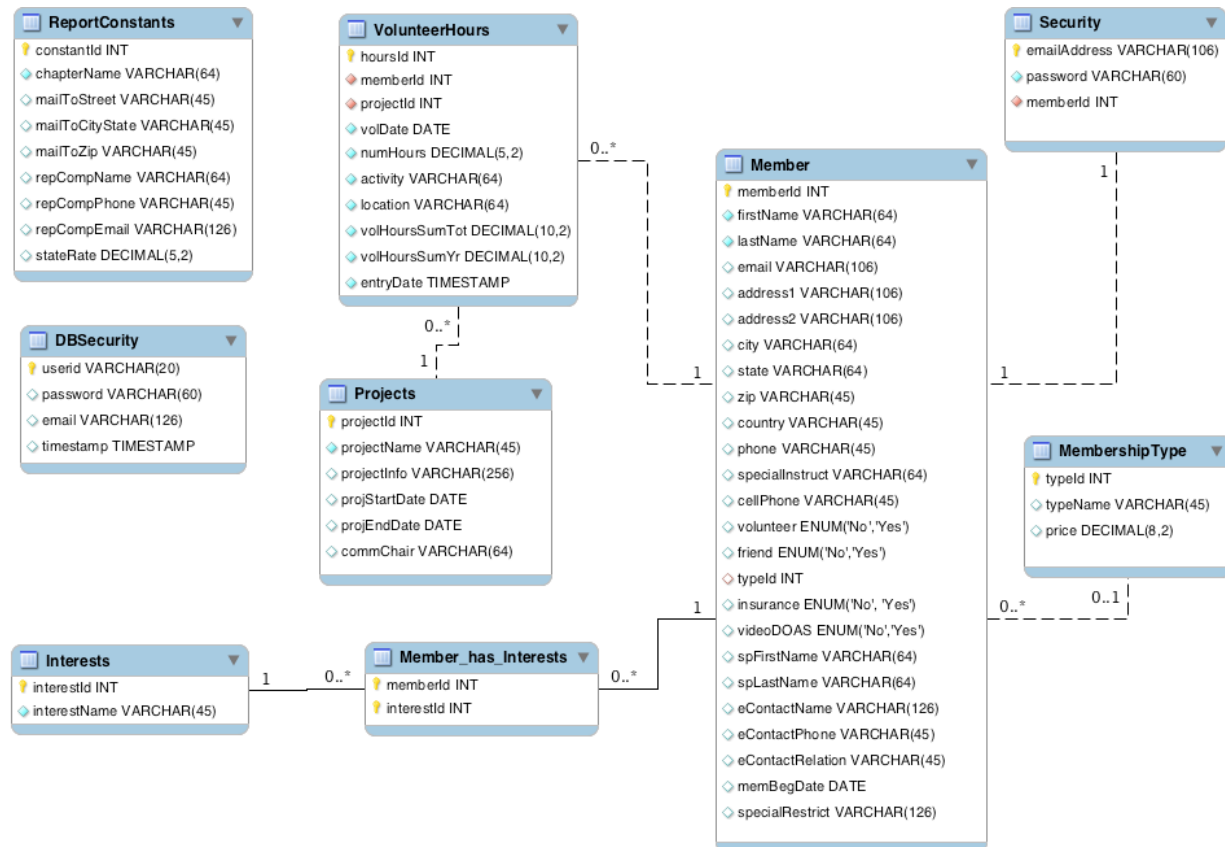 ReportConstants
constantId INT
chapterName VARCHAR(64)
mailToStreet VARCHAR(45)
mailToCityState VARCHAR(45)
mailToZip VARCHAR(45)
repCompName VARCHAR(64)
repCompPhone VARCHAR(45)
repCompEmail VARCHAR(126)
stateRate DECIMAL(5,2)
VolunteerHours
hoursId INT
memberId INT
projectId INT
volDate DATE
numHours DECIMAL(5,2)
activity VARCHAR(64)
location VARCHAR(64)
volHoursSumTot DECIMAL(10,2)
volHoursSumYr DECIMAL(10,2)
entryDate TIMESTAMP
Security
emailAddress VARCHAR(106)
password VARCHAR(60)
memberId INT
0..*
1
1
1
Member
memberId INT
firstName VARCHAR(64)
lastName VARCHAR(64)
email VARCHAR(106)
address1 VARCHAR(106)
address2 VARCHAR(106)
city VARCHAR(64)
state VARCHAR(64)
zip VARCHAR(45)
country VARCHAR(45)
phone VARCHAR(45)
specialInstruct VARCHAR(64)
cellPhone VARCHAR(45)
volunteer ENUM('No','Yes')
friend ENUM('No','Yes')
typeId INT
insurance ENUM('No', 'Yes')
videoDOAS ENUM('No','Yes')
spFirstName VARCHAR(64)
spLastName VARCHAR(64)
eContactName VARCHAR(126)
eContactPhone VARCHAR(45)
eContactRelation VARCHAR(45)
memBegDate DATE
specialRestrict VARCHAR(126)
DBSecurity
userid VARCHAR(20)
password VARCHAR(60)
email VARCHAR(126)
timestamp TIMESTAMP
0..*
1
Projects
projectId INT
projectName VARCHAR(45)
projectInfo VARCHAR(256)
projStartDate DATE
projEndDate DATE
commChair VARCHAR(64)
MembershipType
typeId INT
typeName VARCHAR(45)
price DECIMAL(8,2)
0..1
0..*
Interests
interestId INT
interestName VARCHAR(45)
1
0..*
Member_has_Interests
memberId INT
interestId INT
0..*
1